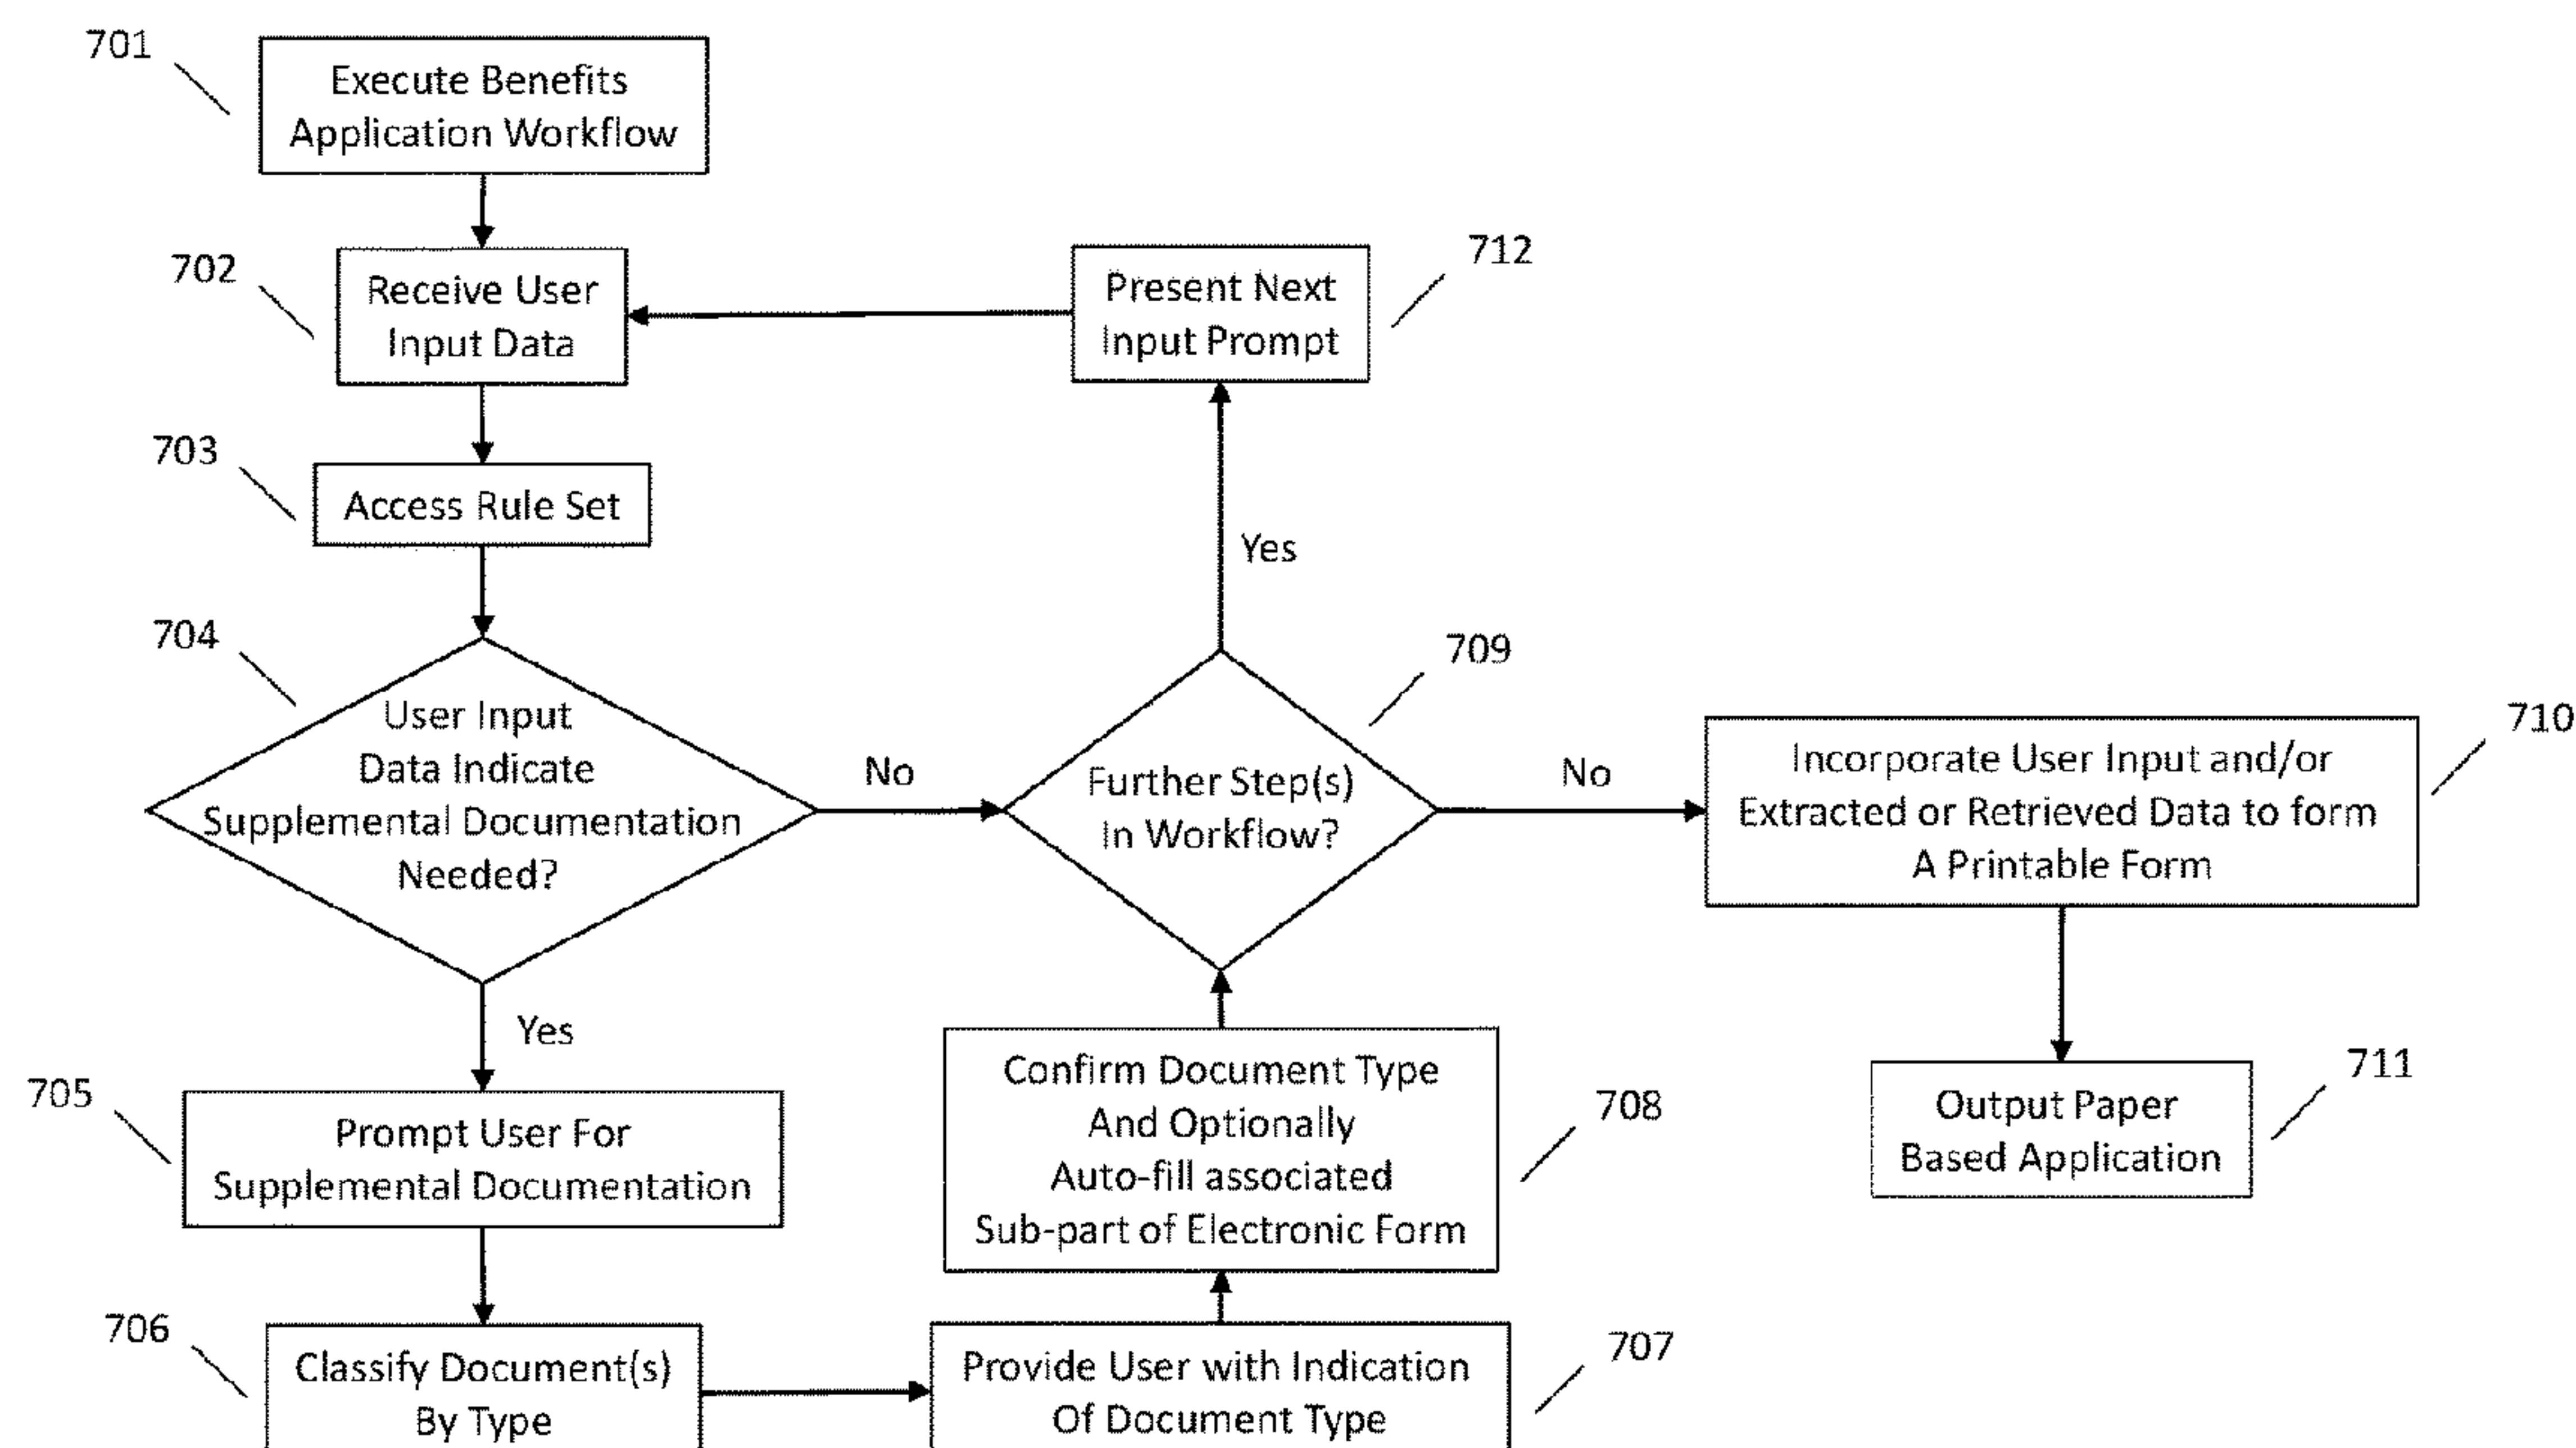 701
Execute Benefits
Application Workflow
702
Receive User
Input Data
712
Present Next
Input Prompt
703
Access Rule Set
Yes
704
User Input
Data Indicate
Supplemental Documentation
Needed?
No
709
Further Step(s)
In Workflow?
No
710
Incorporate User Input and/or
Extracted or Retrieved Data to form
A Printable Form
Yes
705
Prompt User For
Supplemental Documentation
708
Confirm Document Type
And Optionally
Auto-fill associated
Sub-part of Electronic Form
711
Output Paper
Based Application
706
Classify Document(s)
By Type
707
Provide User with Indication
Of Document Type